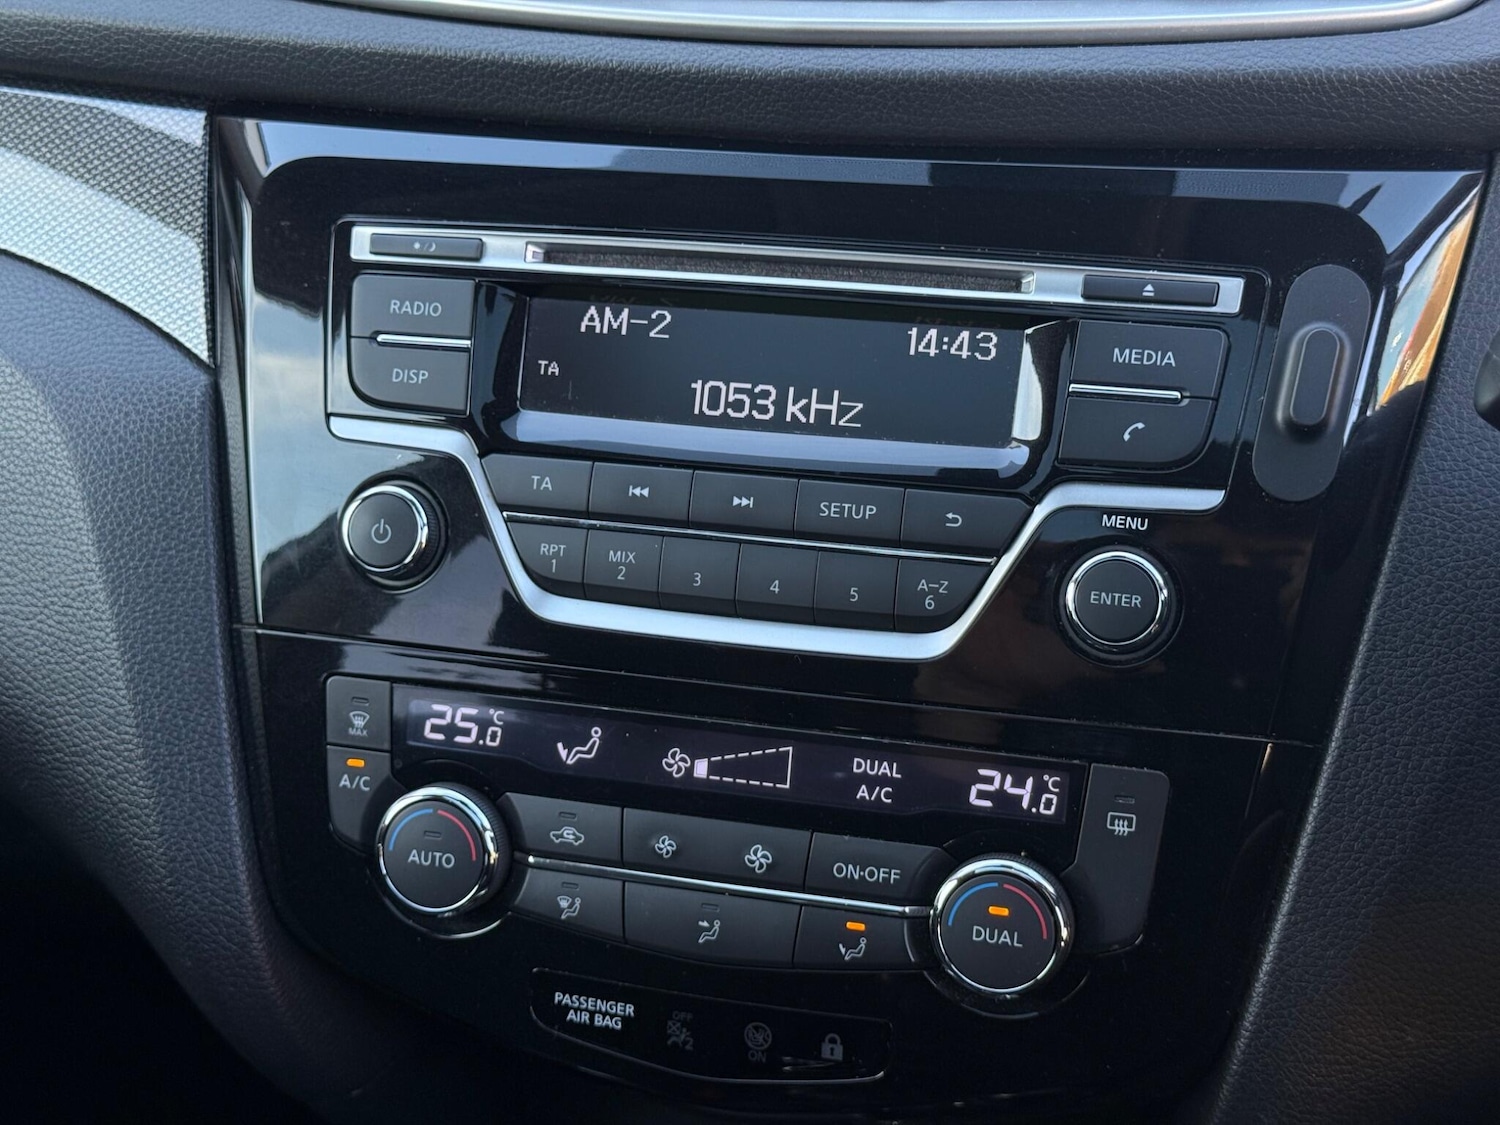 RADIO
DISP
AM-2
14:43
TA
1053 kHz
MEDIA
TA
SETUP
MENU
RPT
1
MIX
2
3
4
5
A-Z
6
ENTER
MAX
A/C
25.0 °C
DUAL
A/C
24.0 °C
AUTO
ON·OFF
DUAL
PASSENGER
AIR BAG
OFF
2
ON